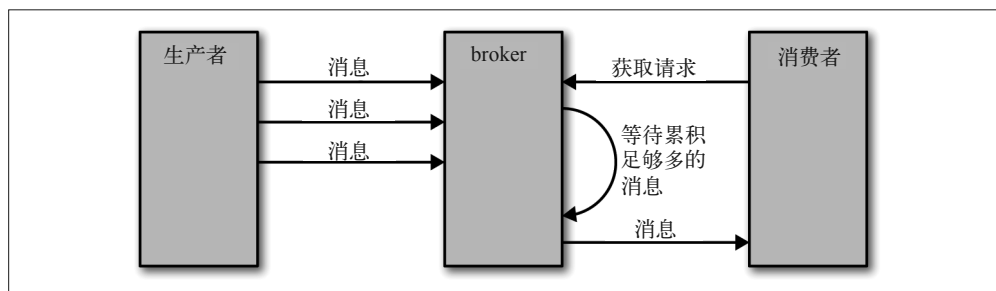 生产者
broker
消费者
消息
获取请求
消息
等待累积
足够多的
消息
消息
消息